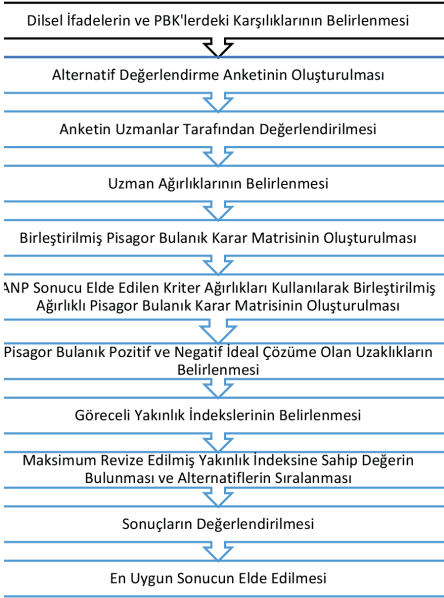 Dilsel İfadelerin ve PBK'lerdeki Karşılıklarının Belirlenmesi
Alternatif Değerlendirme Anketinin Oluşturulması
Anketin Uzmanlar Tarafından Değerlendirilmesi
Uzman Ağırlıklarının Belirlenmesi
Birleştirilmiş Pisagor Bulanık Karar Matrisinin Oluşturulması
ANP Sonucu Elde Edilen Kriter Ağırlıkları Kullanılarak Birleştirilmiş
Ağırlıklı Pisagor Bulanık Karar Matrisinin Oluşturulması
Pisagor Bulanık Pozitif ve Negatif İdeal Çözüme Olan Uzaklıkların
Belirlenmesi
Göreceli Yakınlık İndekslerinin Belirlenmesi
Maksimum Revize Edilmiş Yakınlık İndeksine Sahip Değerin
Bulunması ve Alternatiflerin Sıralanması
Sonuçların Değerlendirilmesi
En Uygun Sonucun Elde Edilmesi